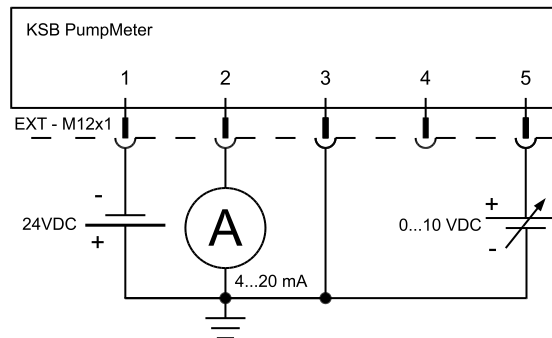 KSB PumpMeter
1 2 3 4 5
EXT - M12x1
-
24VDC
+
A
4...20 mA
+
0...10 VDC
-